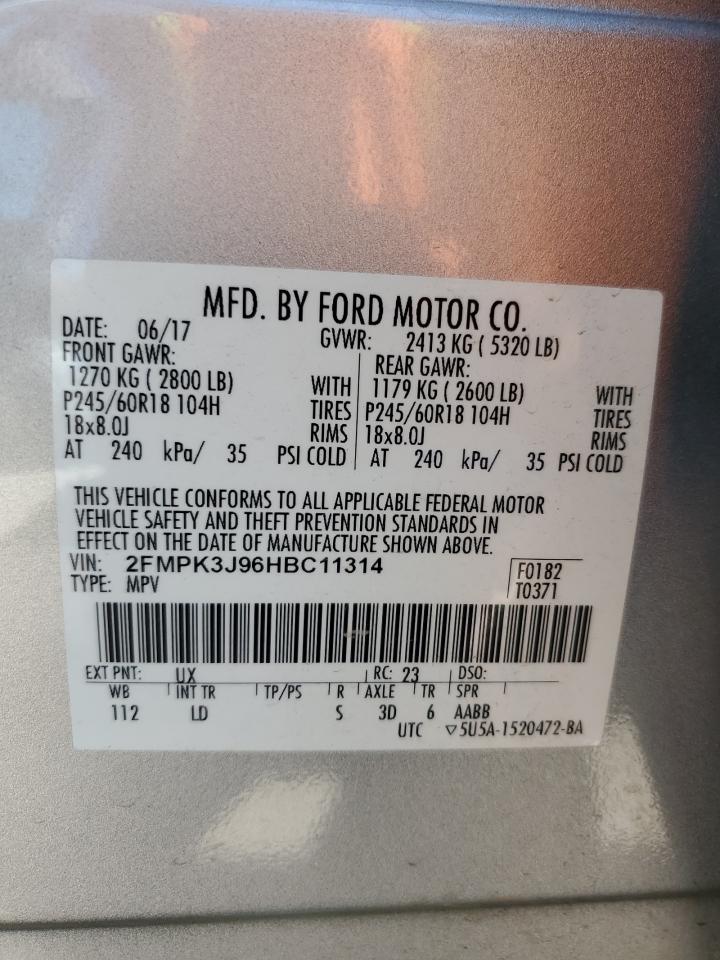 MFD. BY FORD MOTOR CO.
DATE: 06/17 GVWR: 2413 KG ( 5320 LB)
FRONT GAWR: REAR GAWR:
1270 KG ( 2800 LB) WITH 1179 KG ( 2600 LB) WITH
P245/60R18 104H TIRES P245/60R18 104H TIRES
18x8.0J RIMS 18x8.0J RIMS
AT 240 kPa/ 35 PSI COLD AT 240 kPa/ 35 PSI COLD
THIS VEHICLE CONFORMS TO ALL APPLICABLE FEDERAL MOTOR
VEHICLE SAFETY AND THEFT PREVENTION STANDARDS IN
EFFECT ON THE DATE OF MANUFACTURE SHOWN ABOVE.
VIN: 2FMPK3J96HBC11314 F0182
TYPE: MPV T0371
EXT PNT: UX RC: 23 DSO:
WB INT TR TP/PS R AXLE TR SPR
112 LD S 3D 6 AABB
UTC ▽5U5A-1520472-BA